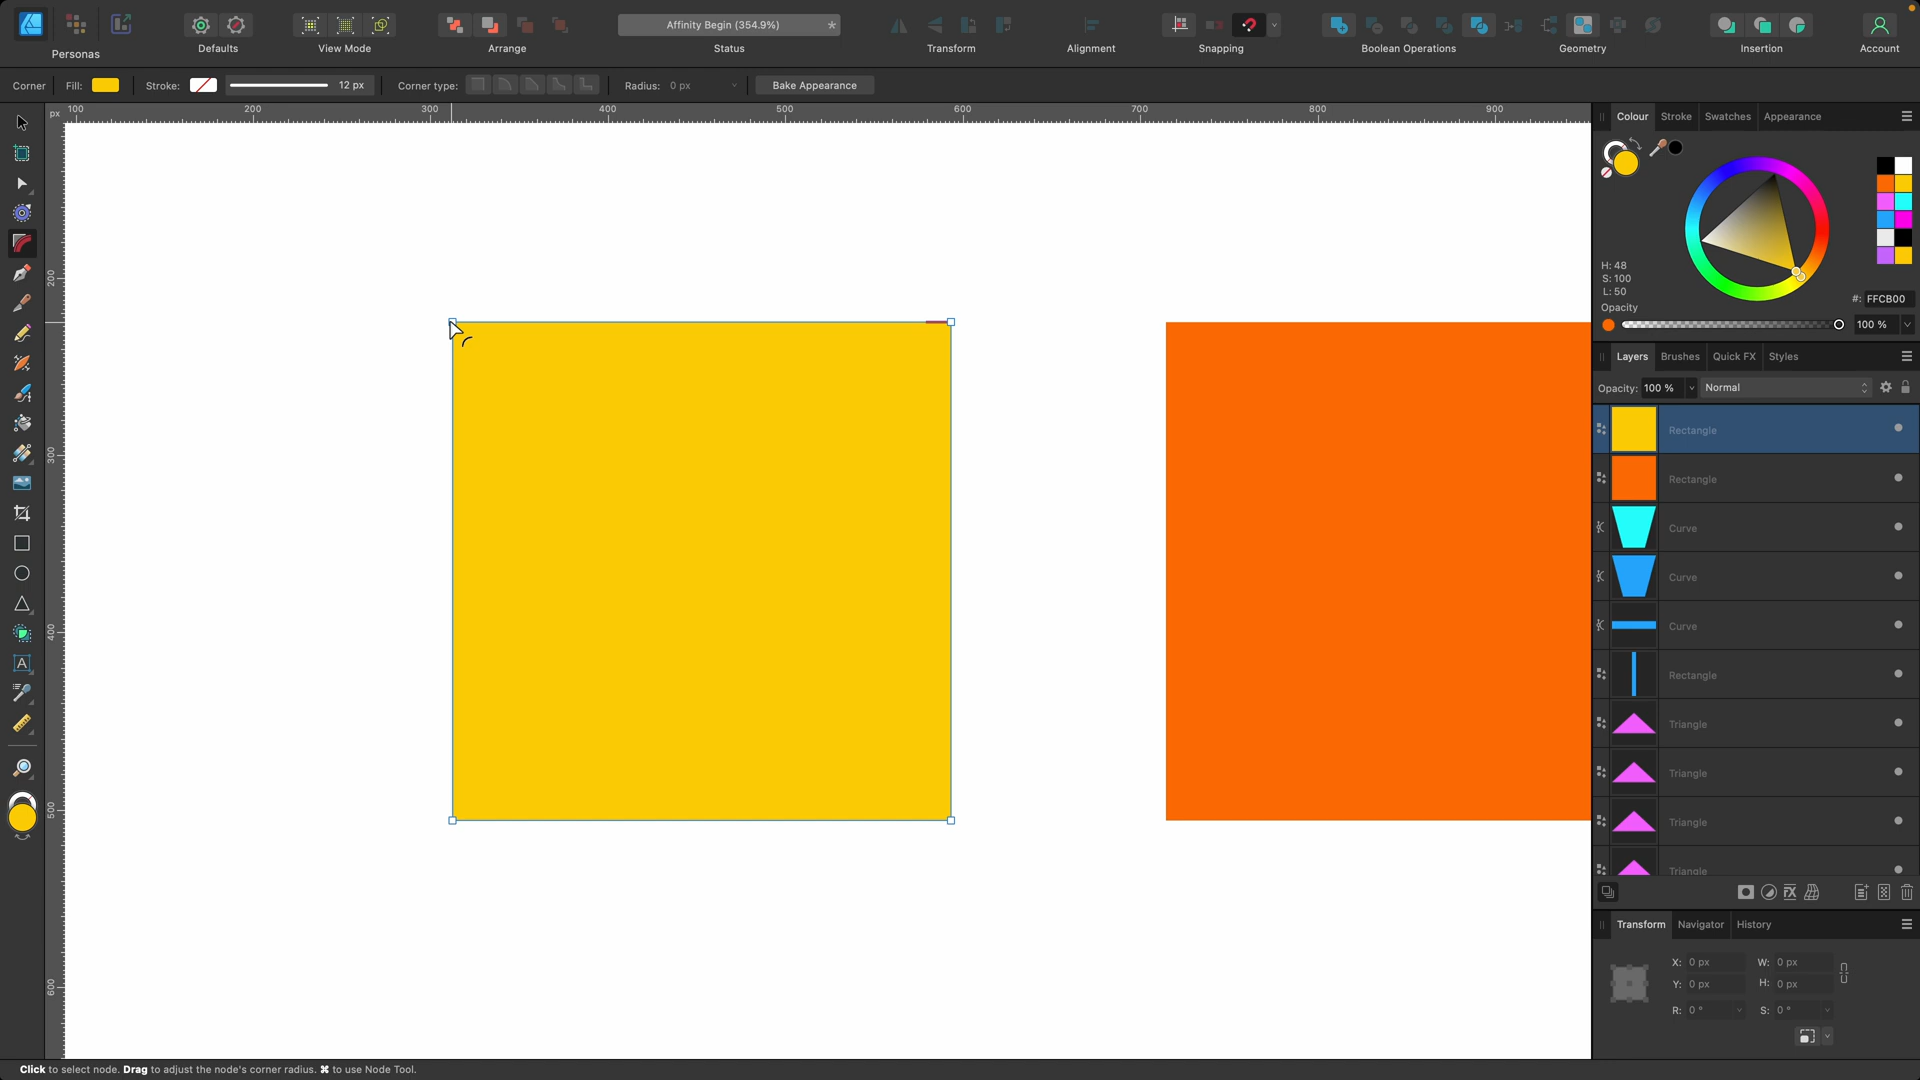 Affinity Begin (354.9%)
*
Personas
Defaults
View Mode
Arrange
Status
Transform
Alignment
Snapping
Boolean Operations
Geometry
Insertion
Account
Corner
Fill:
Stroke:
12 px
Corner type:
Radius: 0 px
Bake Appearance
px
100
200
300
400
500
600
700
800
900
200
300
400
500
600
Colour
Stroke
Swatches
Appearance
H: 48
S: 100
L: 50
#: FFCB00
Opacity
100 %
Layers
Brushes
Quick FX
Styles
Opacity: 100 %
Normal
Rectangle
Rectangle
Curve
Curve
Curve
Rectangle
Triangle
Triangle
Triangle
Triangle
Transform
Navigator
History
X: 0 px
W: 0 px
Y: 0 px
H: 0 px
R: 0 °
S: 0 °
Click to select node. Drag to adjust the node's corner radius. ⌘ to use Node Tool.